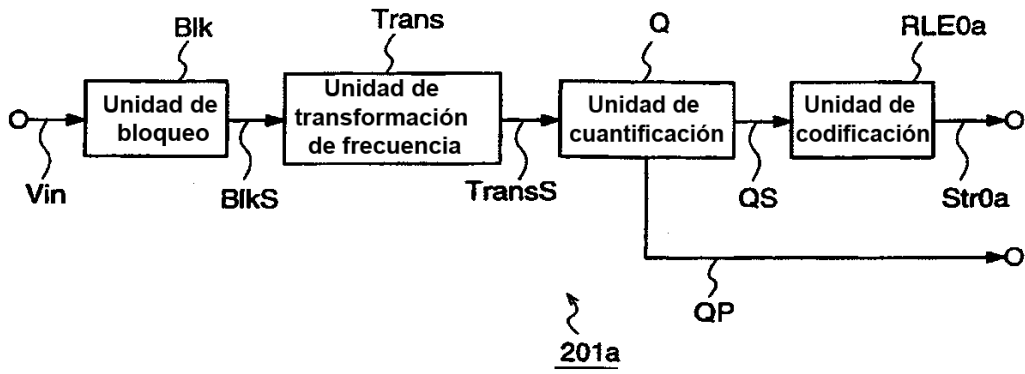 Blk
Trans
Q
RLE0a
Unidad de
bloqueo
Unidad de
transformación
de frecuencia
Unidad de
cuantificación
Unidad de
codificación
Vin
BlkS
TransS
QS
Str0a
QP
201a